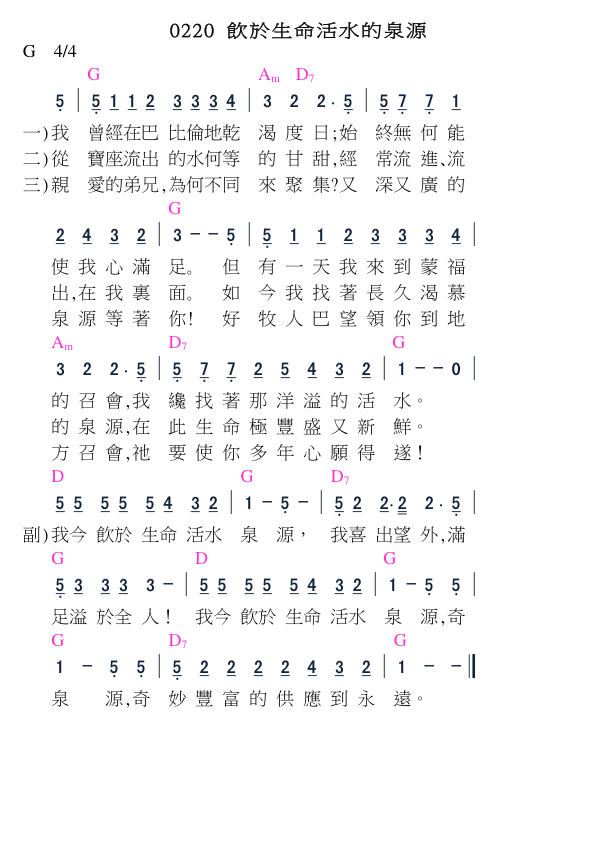 0220 飲於生命活水的泉源
G 4/4
G Am D7
5 | 5 1 1 2 3 3 3 4 | 3 2 2 · 5 | 5 7 7 1
一)我 曾經在巴 比倫地乾 渴 度 日;始 終無 何 能
二)從 寶座流出 的水何等 的 甘 甜,經 常流 進、流
三)親 愛的弟兄,為何不同 來 聚 集?又 深又 廣 的
G
2 4 3 2 | 3 - - 5 | 5 1 1 2 3 3 3 4 |
使 我 心 滿 足。 但 有 一 天 我 來 到 蒙 福
出,在 我 裏 面。 如 今 我 找 著 長 久 渴 慕
泉 源 等 著 你! 好 牧 人 巴 望 領 你 到 地
Am D7 G
3 2 2 · 5 | 5 7 7 2 5 4 3 2 | 1 - - 0 |
的 召 會,我 纔 找 著 那 洋 溢 的 活 水。
的 泉 源,在 此 生 命 極 豐 盛 又 新 鮮。
方 召 會,祂 要 使 你 多 年 心 願 得 遂!
D G D7
5 5 5 5 5 4 3 2 | 1 - 5 - | 5 2 2 · 2 2 · 5 |
副)我今 飲於 生命 活水 泉 源, 我喜 出望 外,滿
G D G
5 3 3 3 3 - | 5 5 5 5 5 4 3 2 | 1 - 5 5 |
足溢 於全 人! 我今 飲於 生命 活水 泉 源,奇
G D7 G
1 - 5 5 | 5 2 2 2 2 4 3 2 | 1 - - ‖
泉 源,奇 妙 豐 富 的 供 應 到 永 遠。